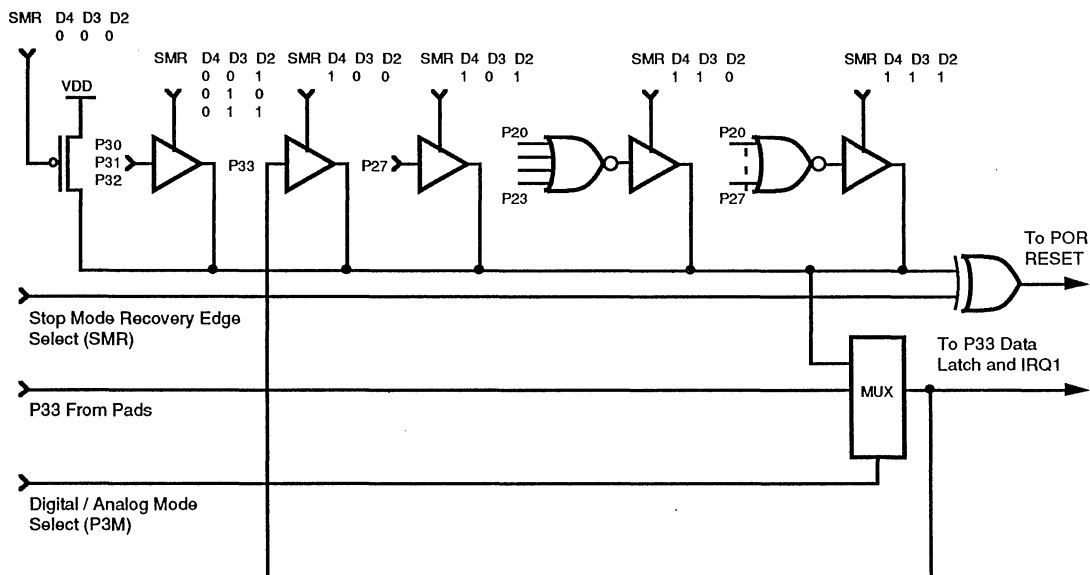 SMR D4 D3 D2
0 0 0
SMR D4 D3 D2
0 0 1
0 1 0
0 1 1
SMR D4 D3 D2
1 0 0
SMR D4 D3 D2
1 0 1
SMR D4 D3 D2
1 1 0
SMR D4 D3 D2
1 1 1
VDD
P30
P31
P32
P33
P27
P20
P23
P20
P27
To POR
RESET
Stop Mode Recovery Edge
Select (SMR)
To P33 Data
Latch and IRQ1
MUX
P33 From Pads
Digital / Analog Mode
Select (P3M)